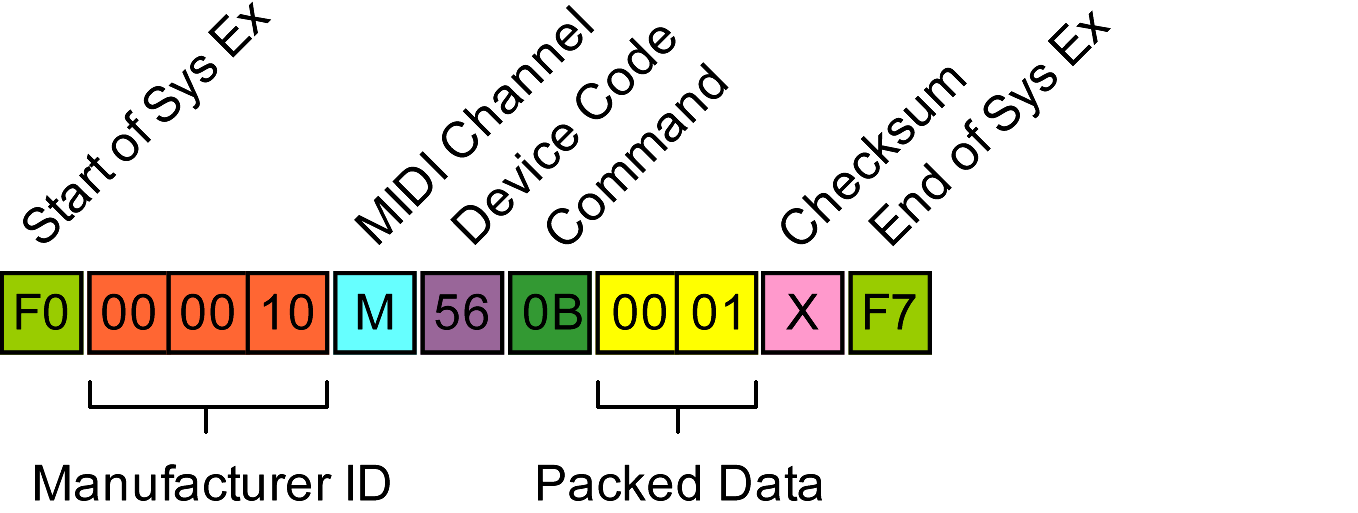 Start of Sys Ex
MIDI Channel
Device Code
Command
Checksum
End of Sys Ex
F0 00 00 10 M 56 0B 00 01 X F7
Manufacturer ID
Packed Data